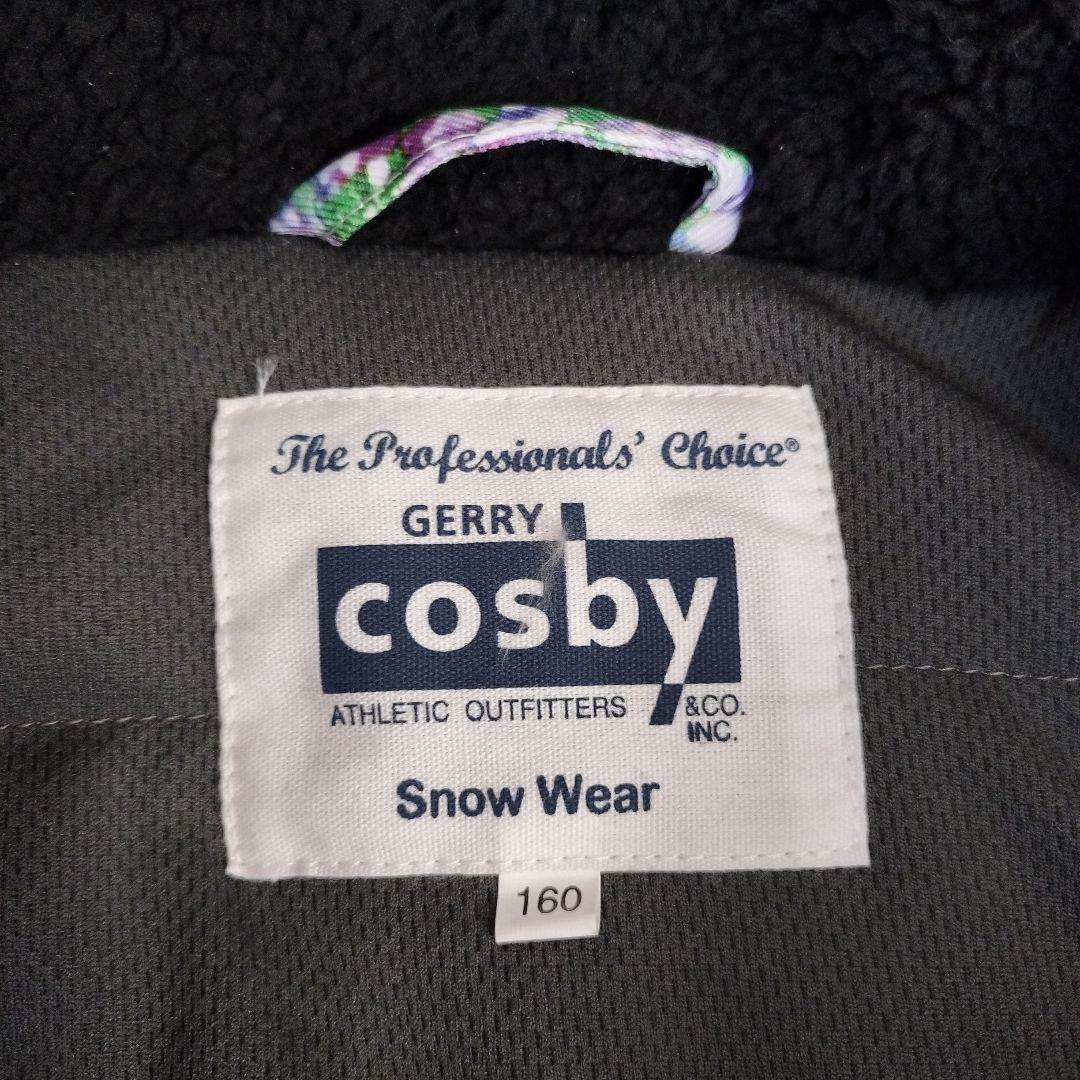 The Professionals' Choice®
GERRY
cosby
ATHLETIC OUTFITTERS &CO.
INC.
Snow Wear
160